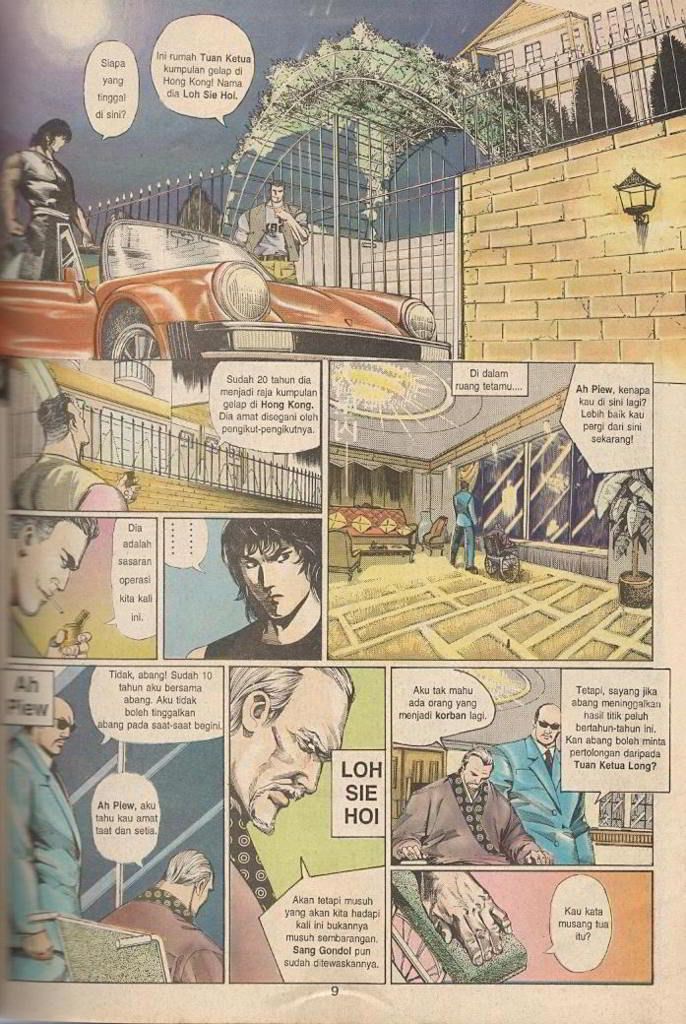 Siapa
yang
tinggal
di sini?
Ini rumah Tuan Ketua
kumpulan gelap di
Hong Kong! Nama
dia Loh Sie Hoi.
Sudah 20 tahun dia
menjadi raja kumpulan
gelap di Hong Kong.
Dia amat disegani oleh
pengikut-pengikutnya.
Di dalam
ruang tetamu....
Ah Piew, kenapa
kau di sini lagi?
Lebih baik kau
pergi dari sini
sekarang!
Dia
adalah
sasaran
operasi
kita kali
ini.
Ah
Piew
Tidak, abang! Sudah 10
tahun aku bersama
abang. Aku tidak
boleh tinggalkan
abang pada saat-saat begini.
Ah Piew, aku
tahu kau amat
taat dan setia.
LOH
SIE
HOI
Akan tetapi musuh
yang akan kita hadapi
kali ini bukannya
musuh sembarangan.
Sang Gondol pun
sudah ditewaskannya.
Aku tak mahu
ada orang yang
menjadi korban lagi.
Tetapi, sayang jika
abang meninggalkan
hasil titik peluh
bertahun-tahun ini.
Kan abang boleh minta
pertolongan daripada
Tuan Ketua Long?
Kau kata
musang tua
itu?
9